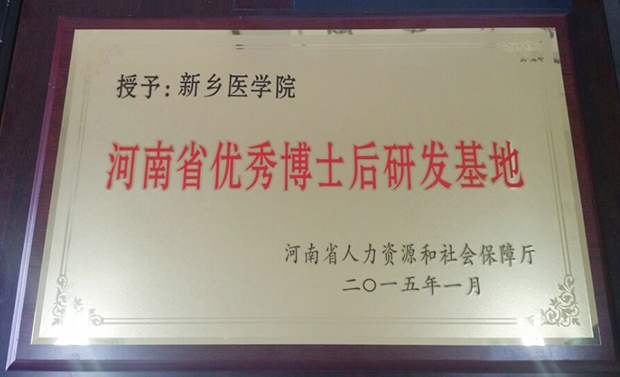 授予：新乡医学院
河南省优秀博士后研发基地
河南省人力资源和社会保障厅
二〇一五年一月